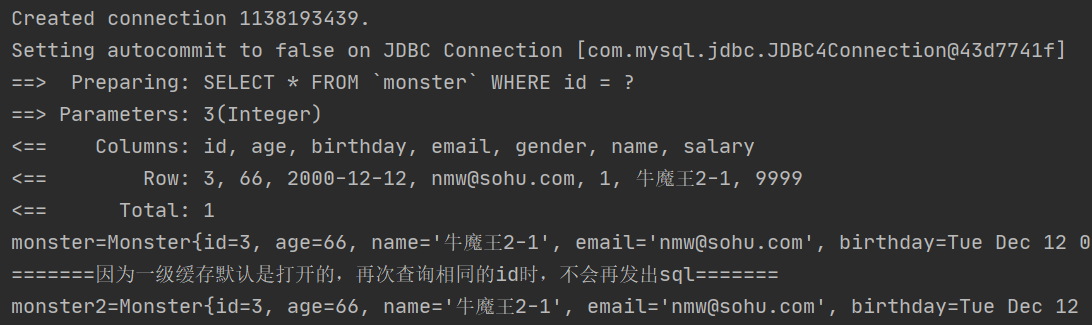 Created connection 1138193439.
Setting autocommit to false on JDBC Connection [com.mysql.jdbc.JDBC4Connection@43d7741f]
==>  Preparing: SELECT * FROM `monster` WHERE id = ?
==> Parameters: 3(Integer)
<==    Columns: id, age, birthday, email, gender, name, salary
<==        Row: 3, 66, 2000-12-12, nmw@sohu.com, 1, 牛魔王2-1, 9999
<==      Total: 1
monster=Monster{id=3, age=66, name='牛魔王2-1', email='nmw@sohu.com', birthday=Tue Dec 12 0
=======因为一级缓存默认是打开的，再次查询相同的id时，不会再发出sql=======
monster2=Monster{id=3, age=66, name='牛魔王2-1', email='nmw@sohu.com', birthday=Tue Dec 12